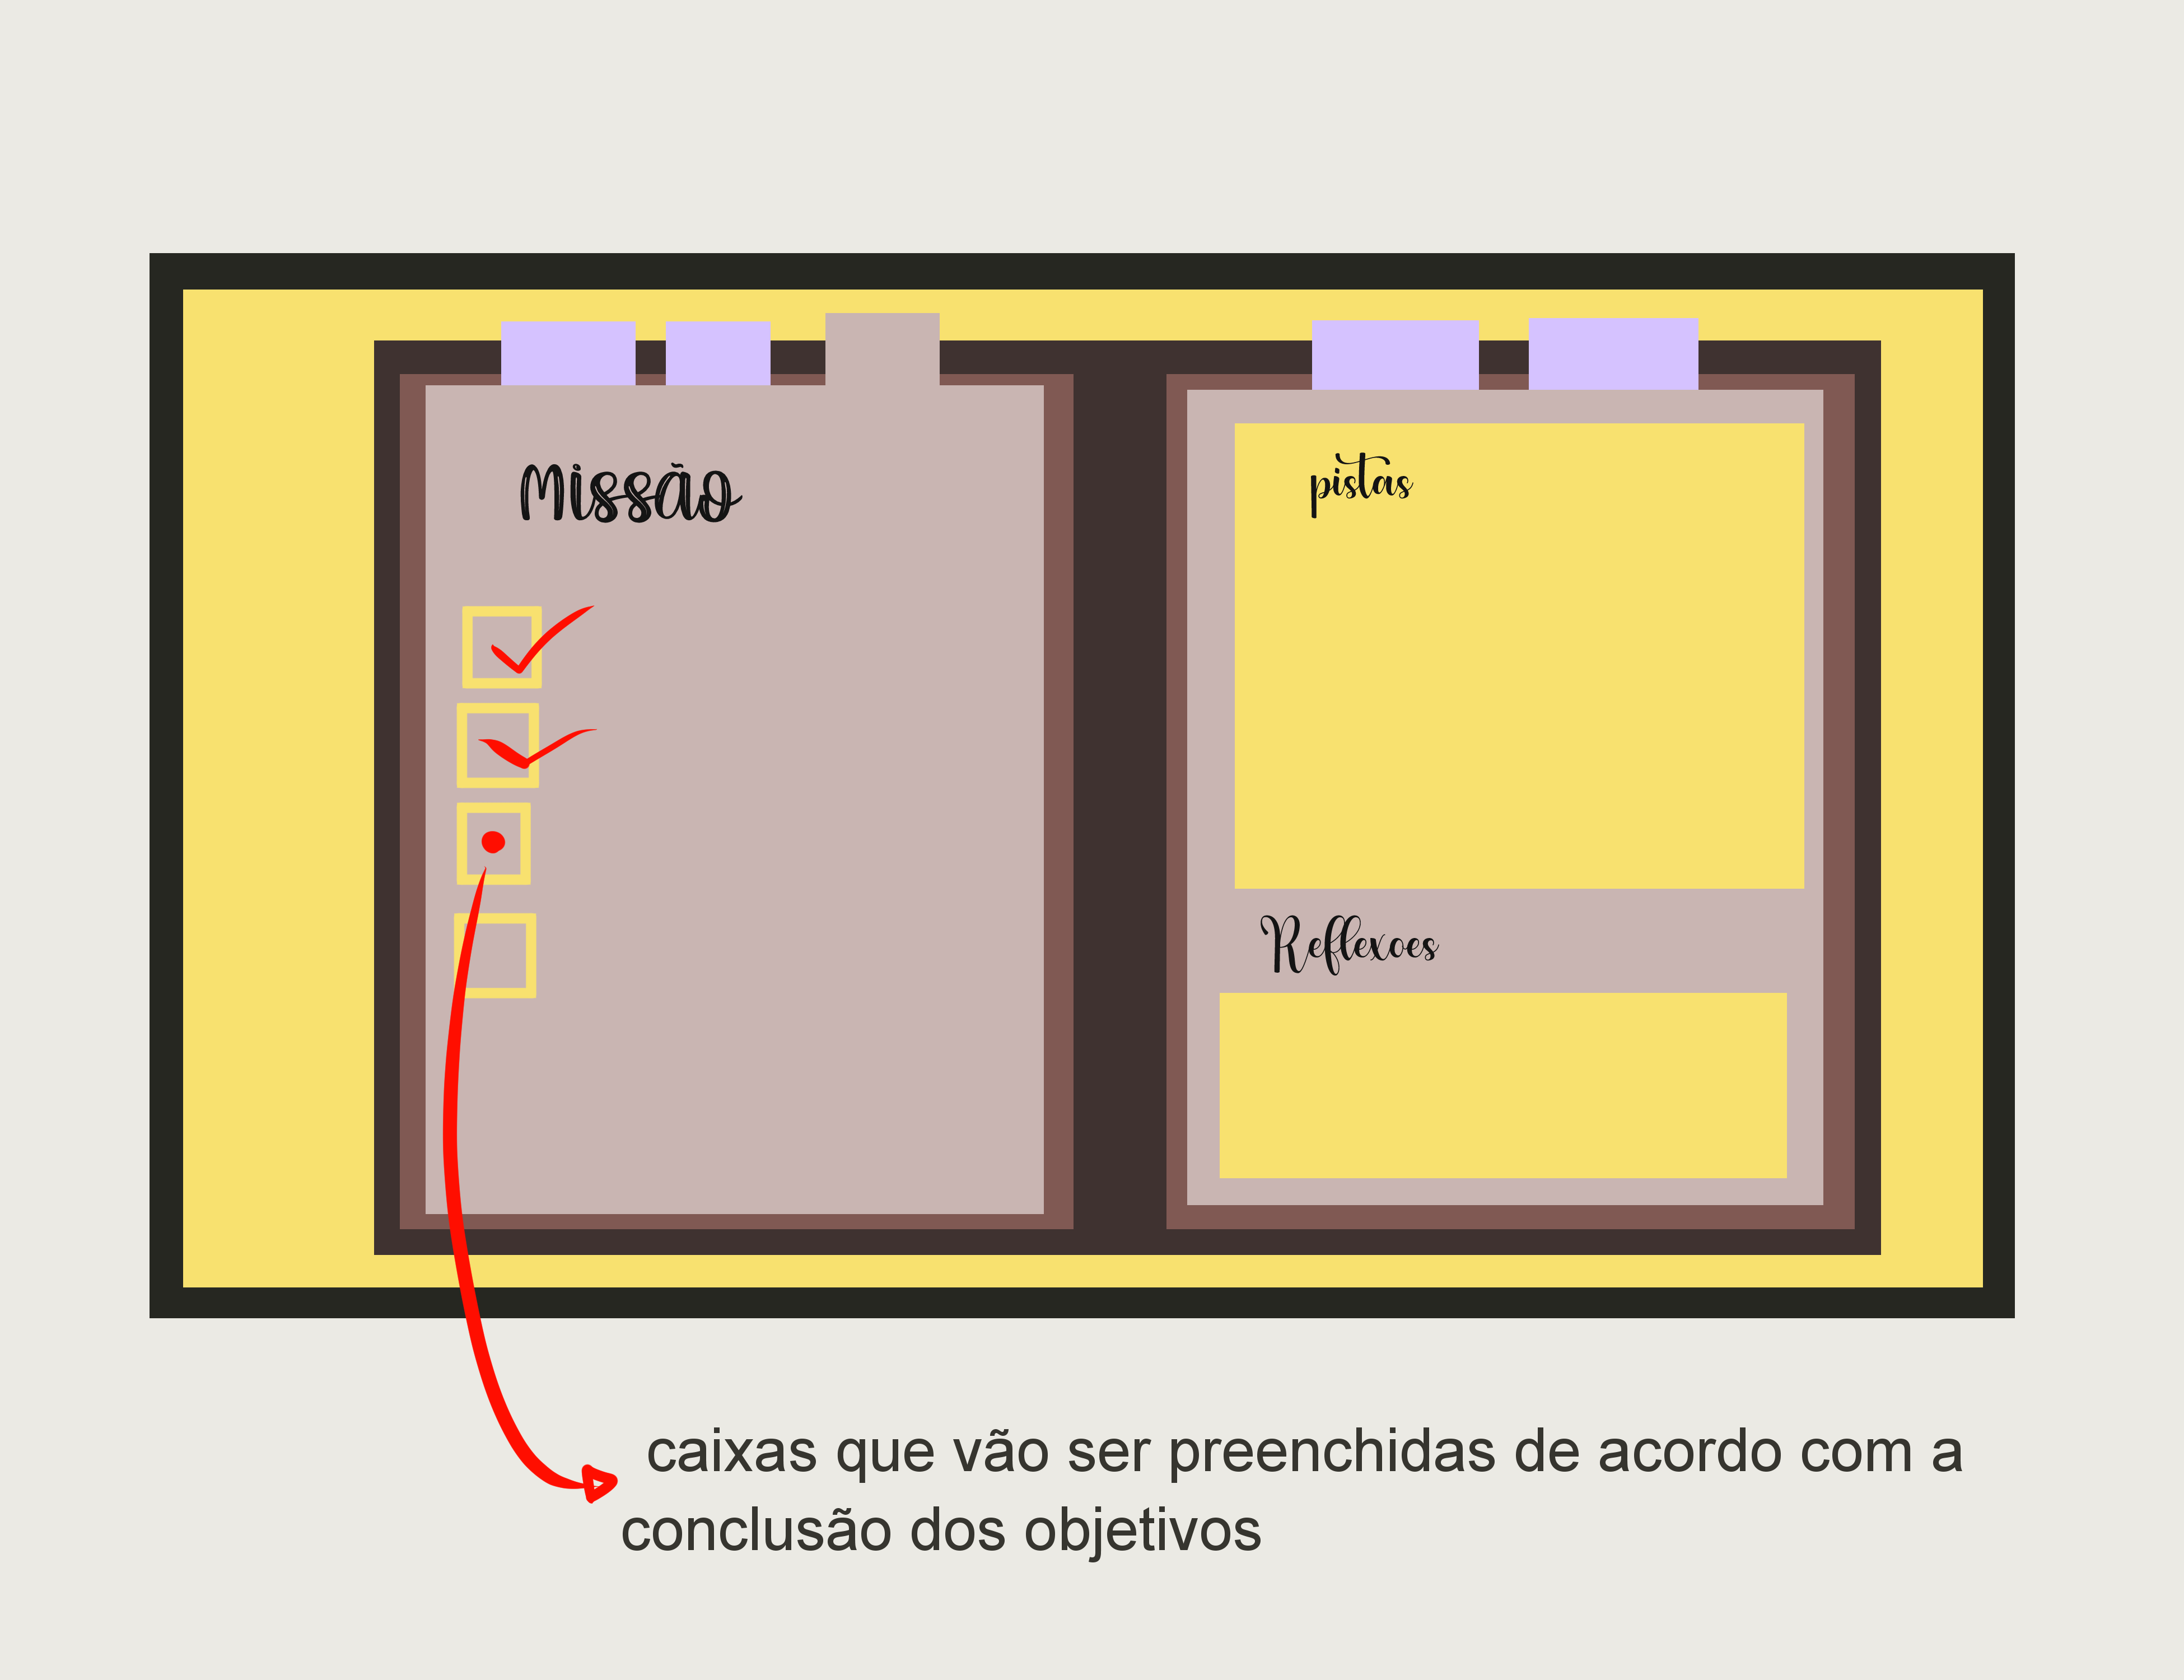 Missão
pistas
Reflexoes
caixas que vão ser preenchidas de acordo com a
conclusão dos objetivos